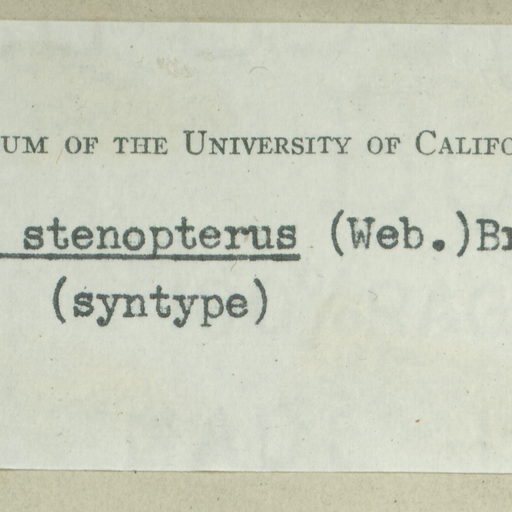 UM OF THE UNIVERSITY OF CALIFO
stenopterus (Web.)Br
(syntype)